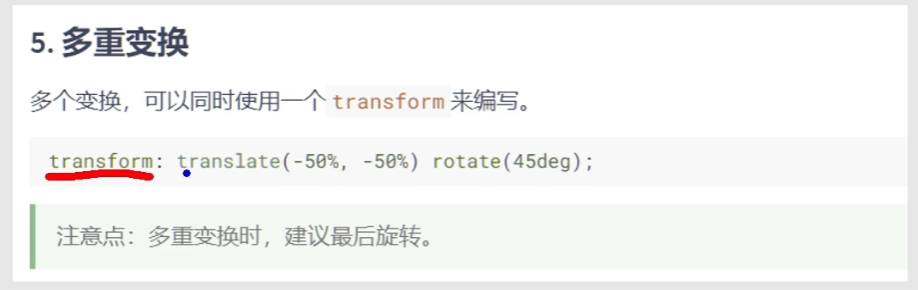 5. 多重变换
多个变换，可以同时使用一个 transform 来编写。
transform: translate(-50%, -50%) rotate(45deg);
注意点：多重变换时，建议最后旋转。